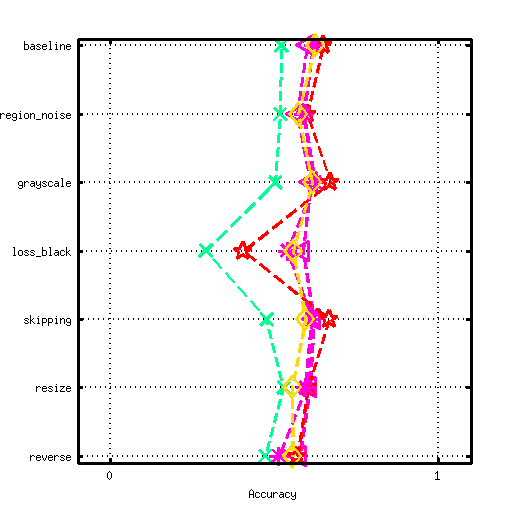 baseline
region_noise
grayscale
loss_black
skipping
resize
reverse
0 1
Accuracy